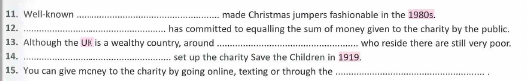 11. Well-known ................................................ made Christmas jumpers fashionable in the 1980s.
12. ................................................ has committed to equalling the sum of money given to the charity by the public.
13. Although the UK is a wealthy country, around ................................................ who reside there are still very poor.
14. ................................................ set up the charity Save the Children in 1919.
15. You can give money to the charity by going online, texting or through the ................................................ .